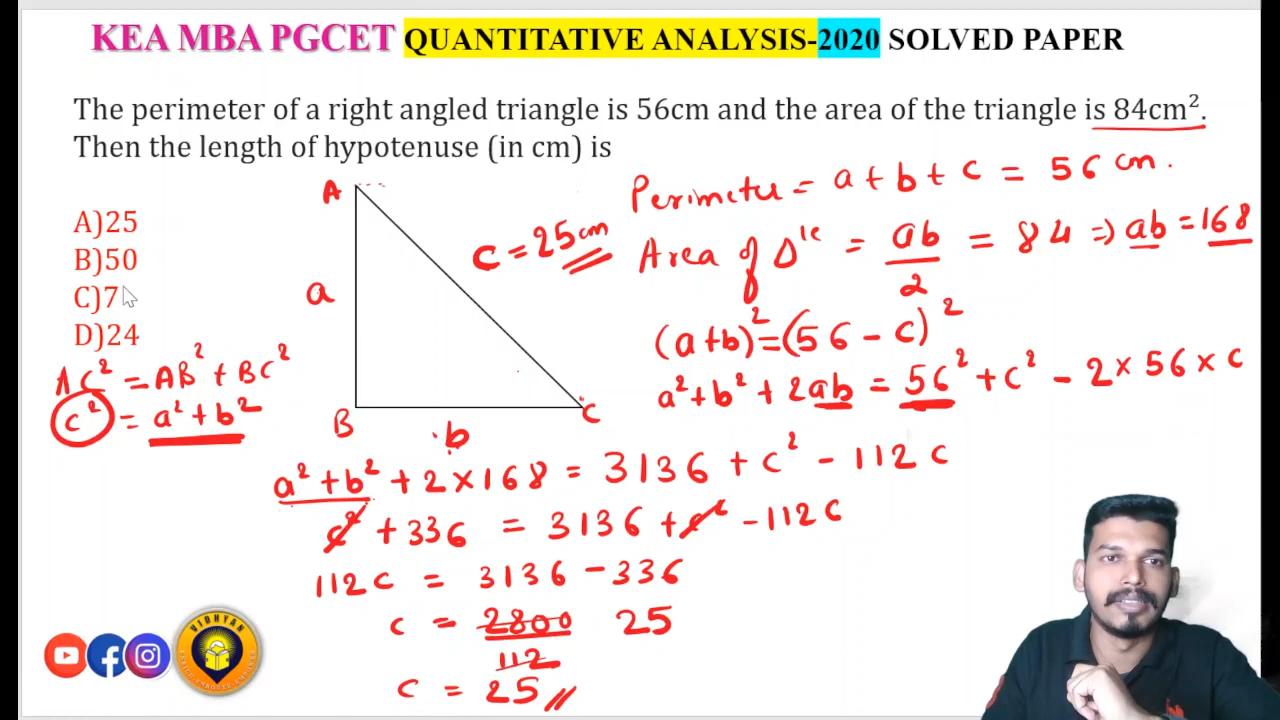 KEA MBA PGCET QUANTITATIVE ANALYSIS-2020 SOLVED PAPER
The perimeter of a right angled triangle is 56cm and the area of the triangle is 84cm².
Then the length of hypotenuse (in cm) is
A)25
B)50
C)7
D)24
AC² = AB² + BC²
c² = a² + b²
A
a
B
b
C
c = 25cm
Perimeter = a + b + c = 56 cm.
Area of Δle = ab/2 = 84 ⇒ ab = 168
(a+b)² = (56 - c)²
a² + b² + 2ab = 56² + c² - 2 × 56 × c
a² + b² + 2×168 = 3136 + c² - 112 c
c² + 336 = 3136 + c² - 112c
112c = 3136 - 336
c = 2800/112 25
c = 25
VIDHYAN